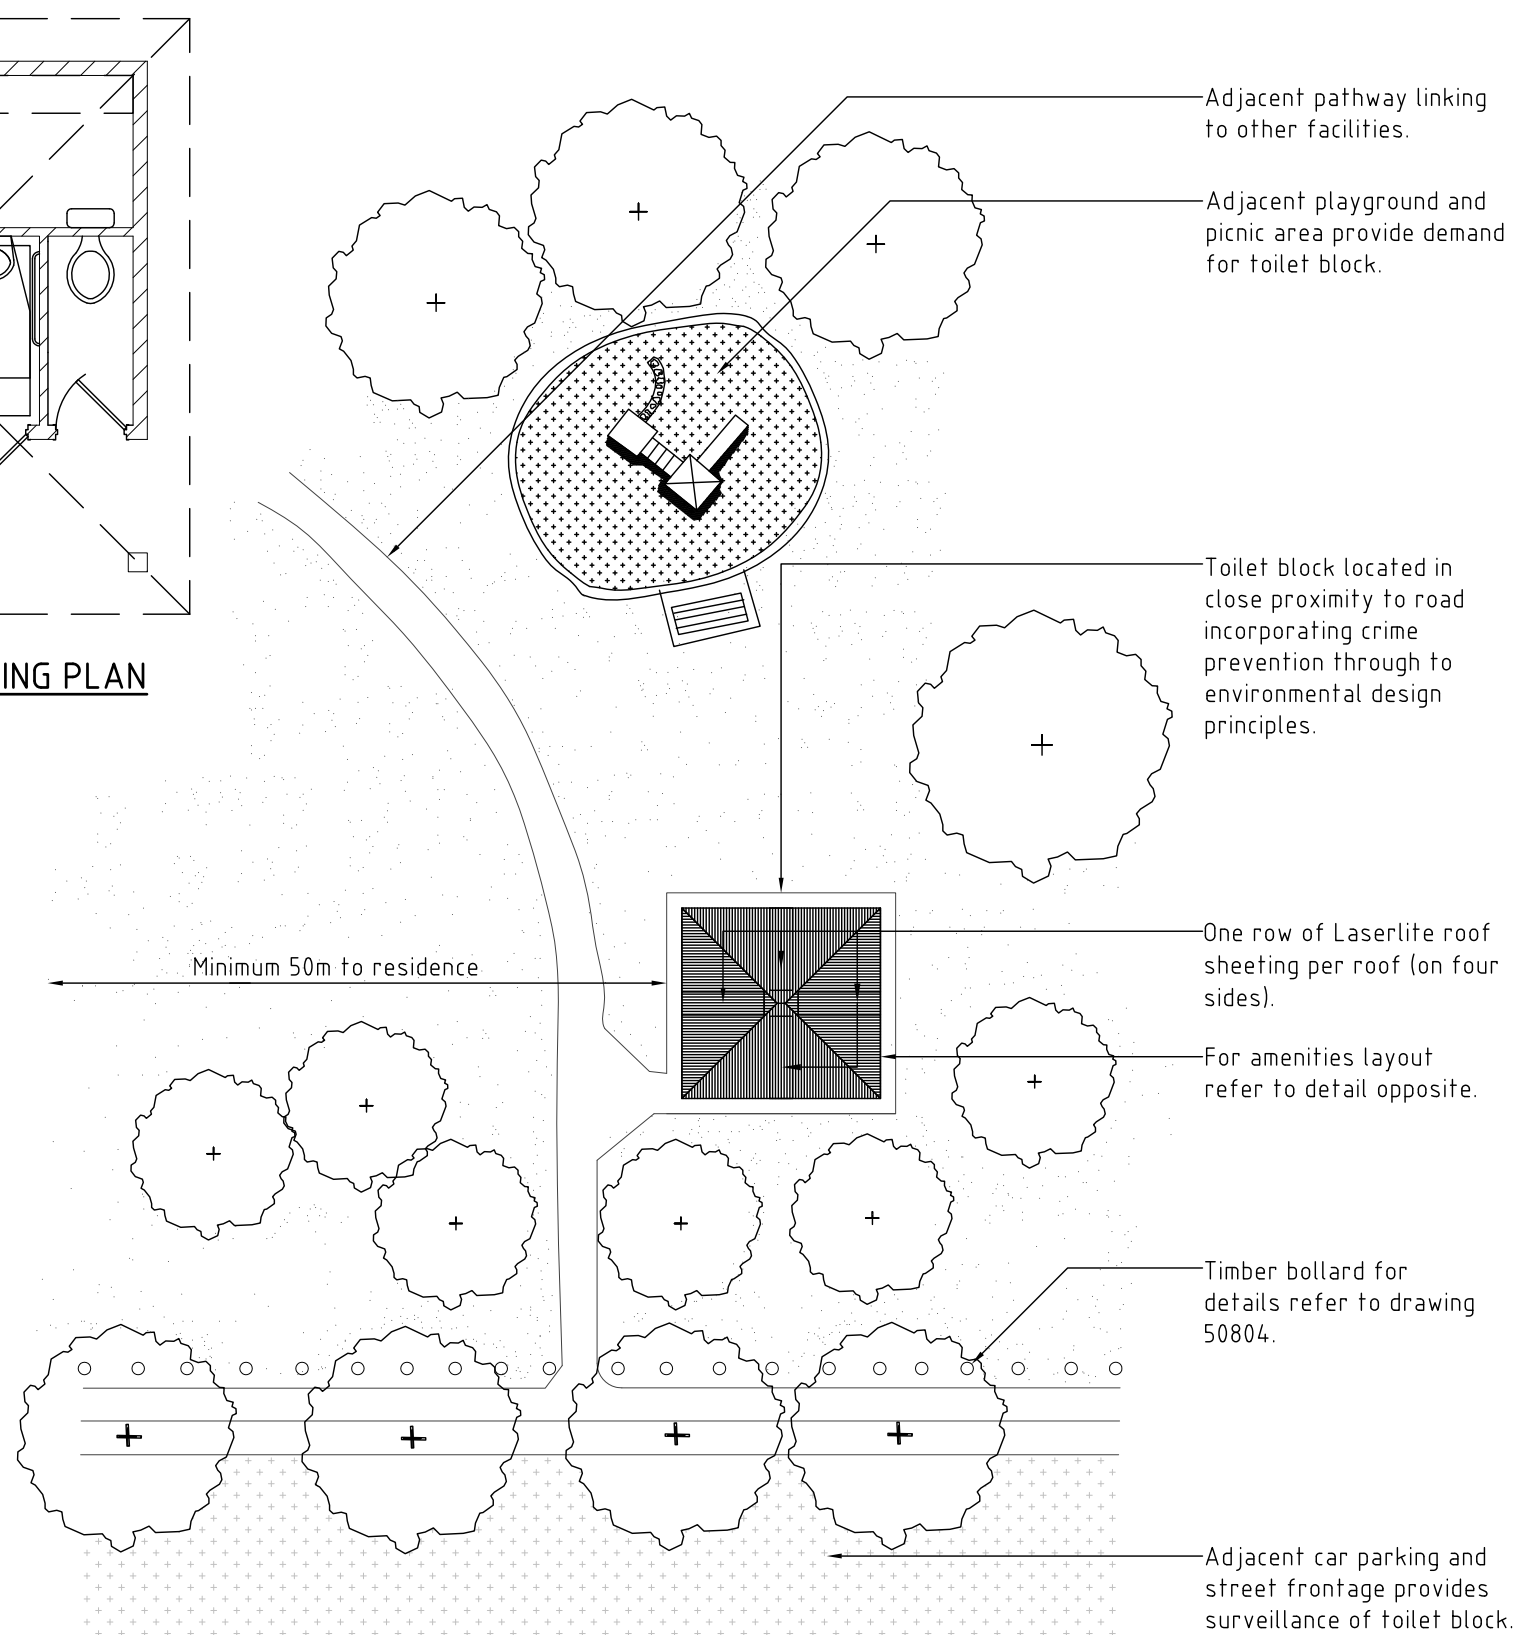 Adjacent pathway linking
to other facilities.
Adjacent playground and
picnic area provide demand
for toilet block.
Toilet block located in
close proximity to road
incorporating crime
prevention through to
environmental design
principles.
ING PLAN
One row of Laserlite roof
sheeting per roof (on four
sides).
Minimum 50m to residence
For amenities layout
refer to detail opposite.
Timber bollard for
details refer to drawing
50804.
Adjacent car parking and
street frontage provides
surveillance of toilet block.